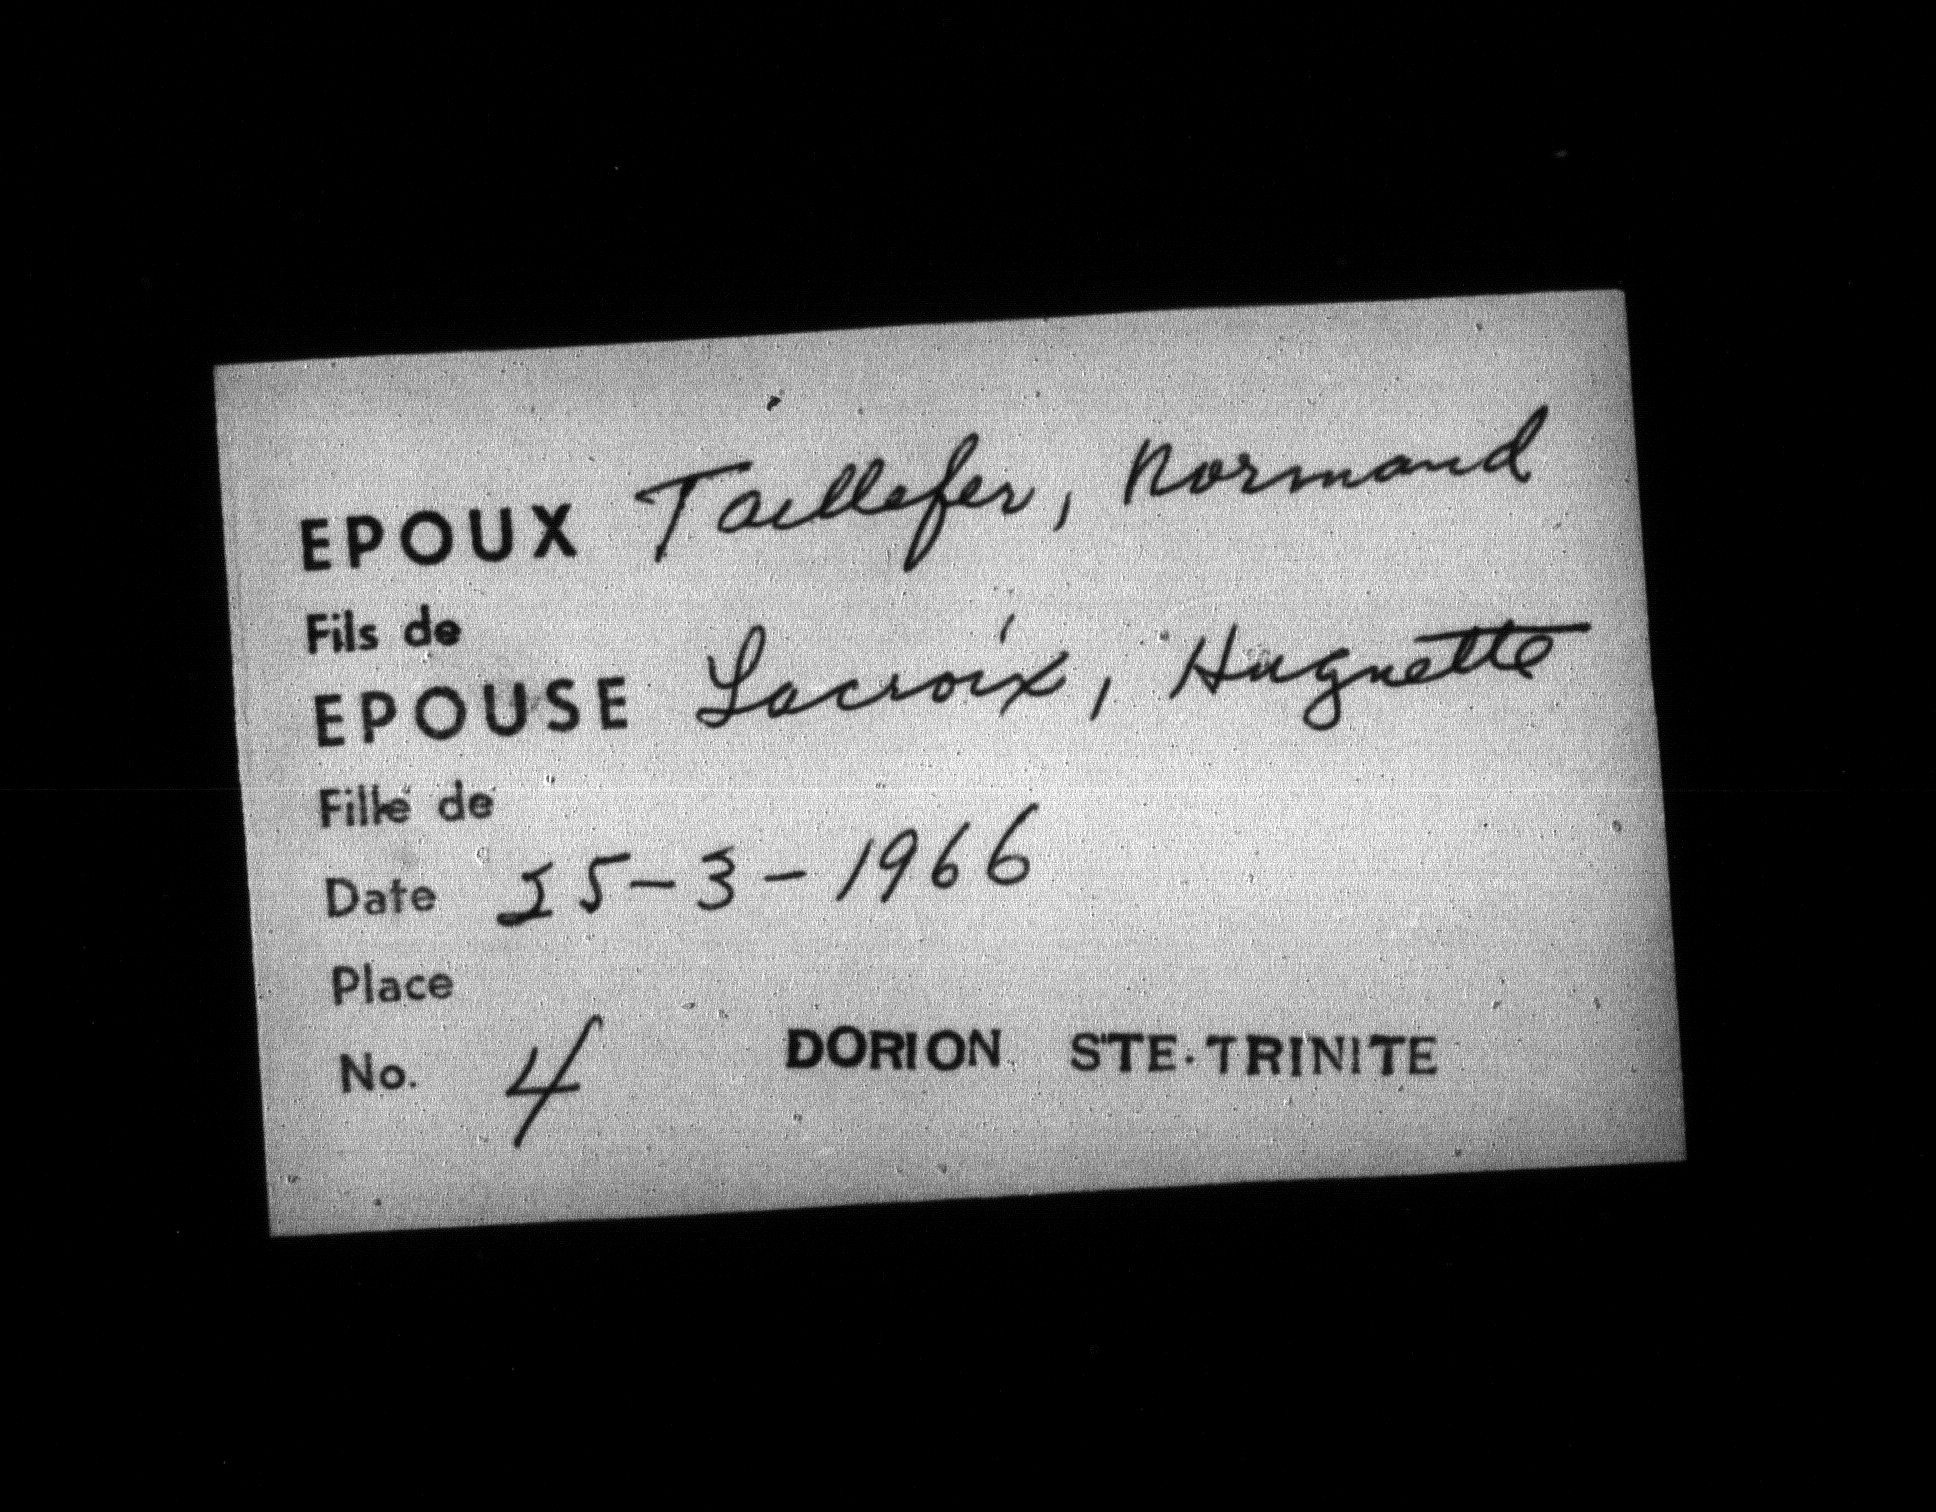 EPOUX Taillefer, Normand
Fils de
EPOUSE Lacroix, Huguette
Fille de
Date 25-3-1966
Place
No. 4 DORION STE-TRINITE